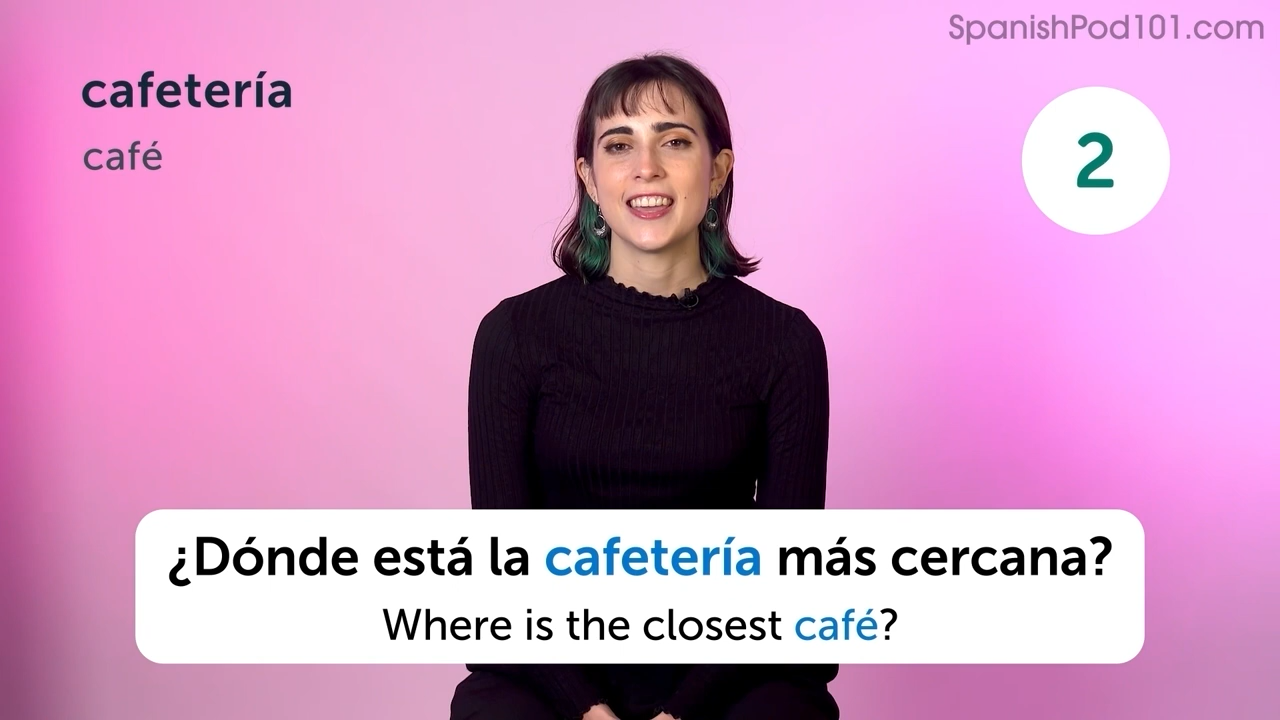 SpanishPod101.com
cafetería
café
2
¿Dónde está la cafetería más cercana?
Where is the closest café?